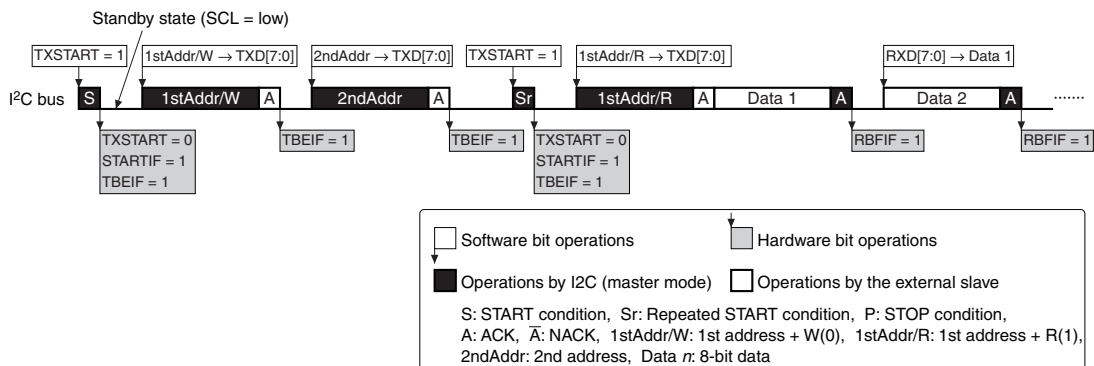 Standby state (SCL = low)
TXSTART = 1 1stAddr/W → TXD[7:0] 2ndAddr → TXD[7:0] TXSTART = 1 1stAddr/R → TXD[7:0] RXD[7:0] → Data 1
I²C bus S 1stAddr/W A 2ndAddr A Sr 1stAddr/R A Data 1 A Data 2 A ........
TXSTART = 0 TBEIF = 1 TBEIF = 1 TXSTART = 0 RBFIF = 1 RBFIF = 1
STARTIF = 1 STARTIF = 1
TBEIF = 1 TBEIF = 1
Software bit operations Hardware bit operations
Operations by I2C (master mode) Operations by the external slave
S: START condition, Sr: Repeated START condition, P: STOP condition,
A: ACK, A̅: NACK, 1stAddr/W: 1st address + W(0), 1stAddr/R: 1st address + R(1),
2ndAddr: 2nd address, Data n: 8-bit data